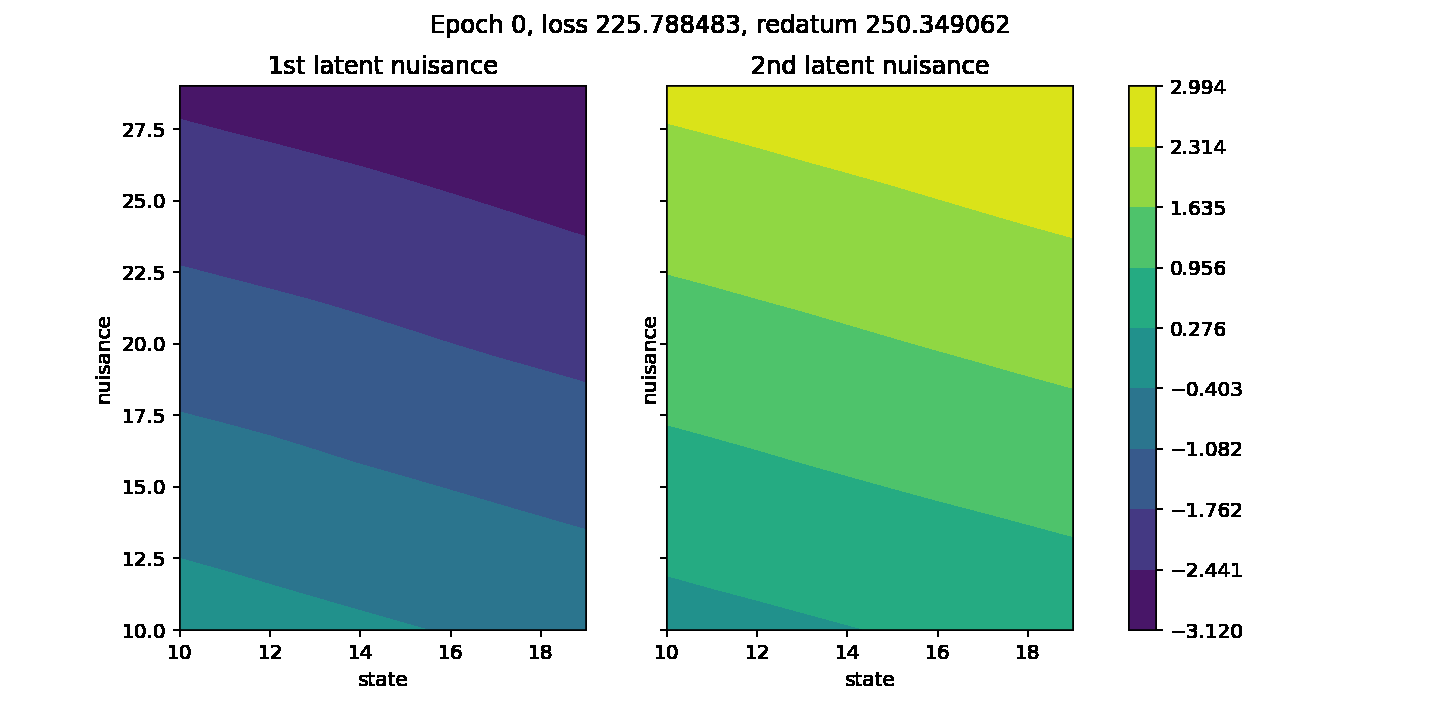 Epoch 0, loss 225.788483, redatum 250.349062
1st latent nuisance
2nd latent nuisance
27.5
25.0
22.5
20.0
17.5
15.0
12.5
10.0
nuisance
10 12 14 16 18
state
nuisance
10 12 14 16 18
state
2.994
2.314
1.635
0.956
0.276
−0.403
−1.082
−1.762
−2.441
−3.120